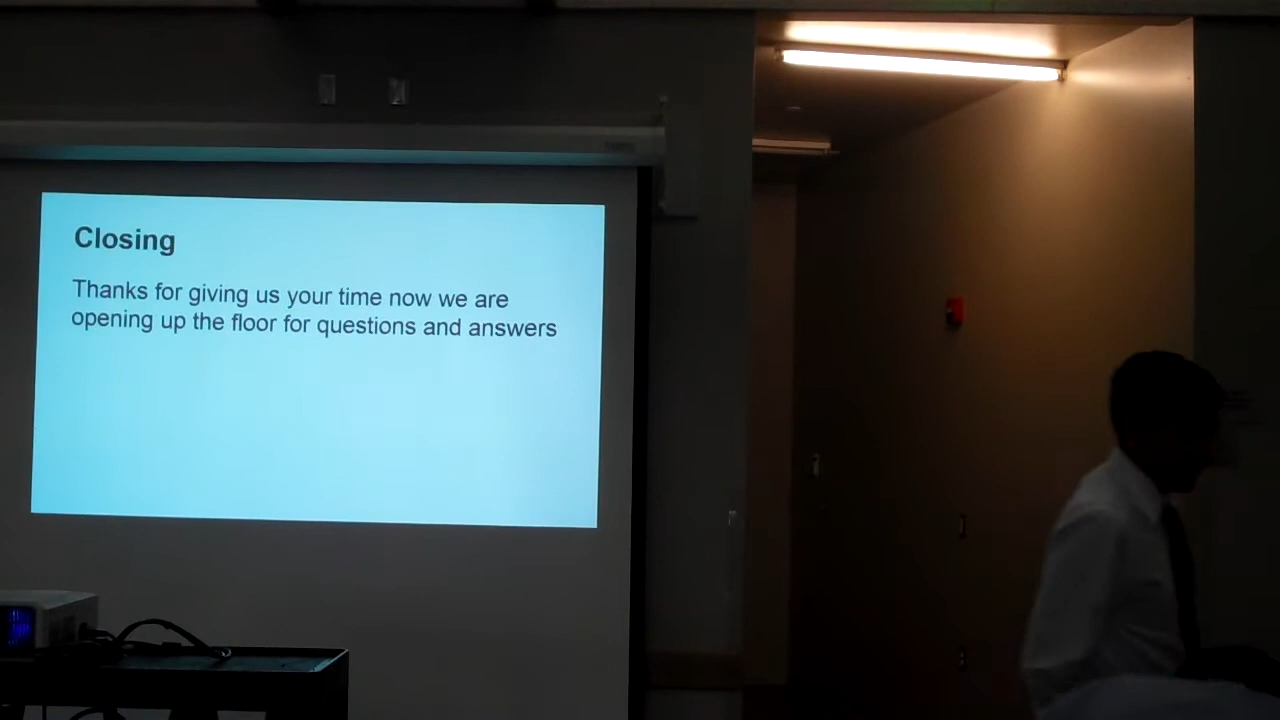 Closing
Thanks for giving us your time now we are
opening up the floor for questions and answers